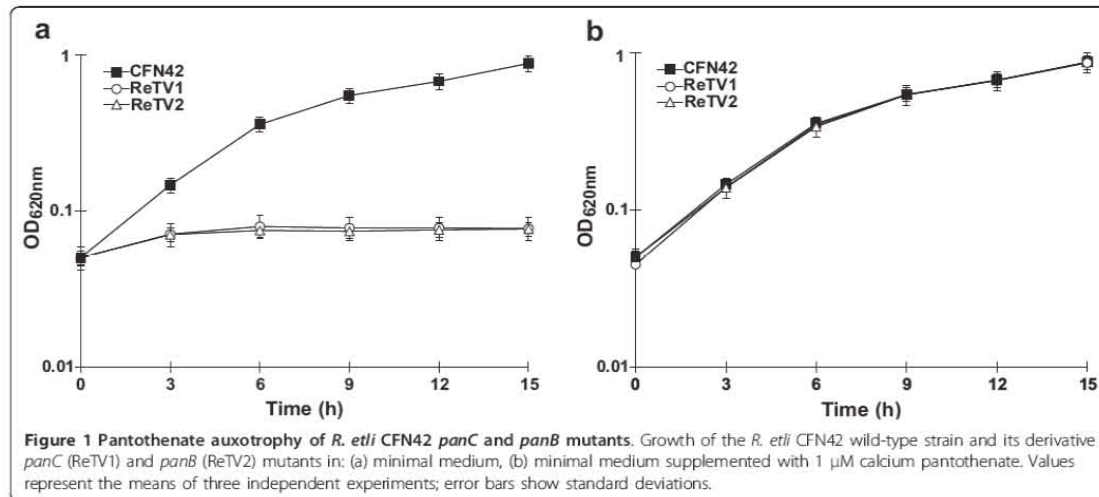 a
1
CFN42
ReTV1
ReTV2
0.1
0.01
OD620nm
0 3 6 9 12 15
Time (h)
b
1
CFN42
ReTV1
ReTV2
0.1
0.01
OD620nm
0 3 6 9 12 15
Time (h)
Figure 1 Pantothenate auxotrophy of R. etli CFN42 panC and panB mutants. Growth of the R. etli CFN42 wild-type strain and its derivative
panC (ReTV1) and panB (ReTV2) mutants in: (a) minimal medium, (b) minimal medium supplemented with 1 μM calcium pantothenate. Values
represent the means of three independent experiments; error bars show standard deviations.